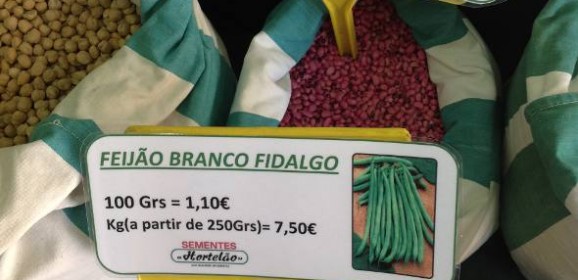 FEIJÃO BRANCO FIDALGO
100 Grs = 1,10€
Kg(a partir de 250Grs)= 7,50€
SEMENTES
«Hortelão»